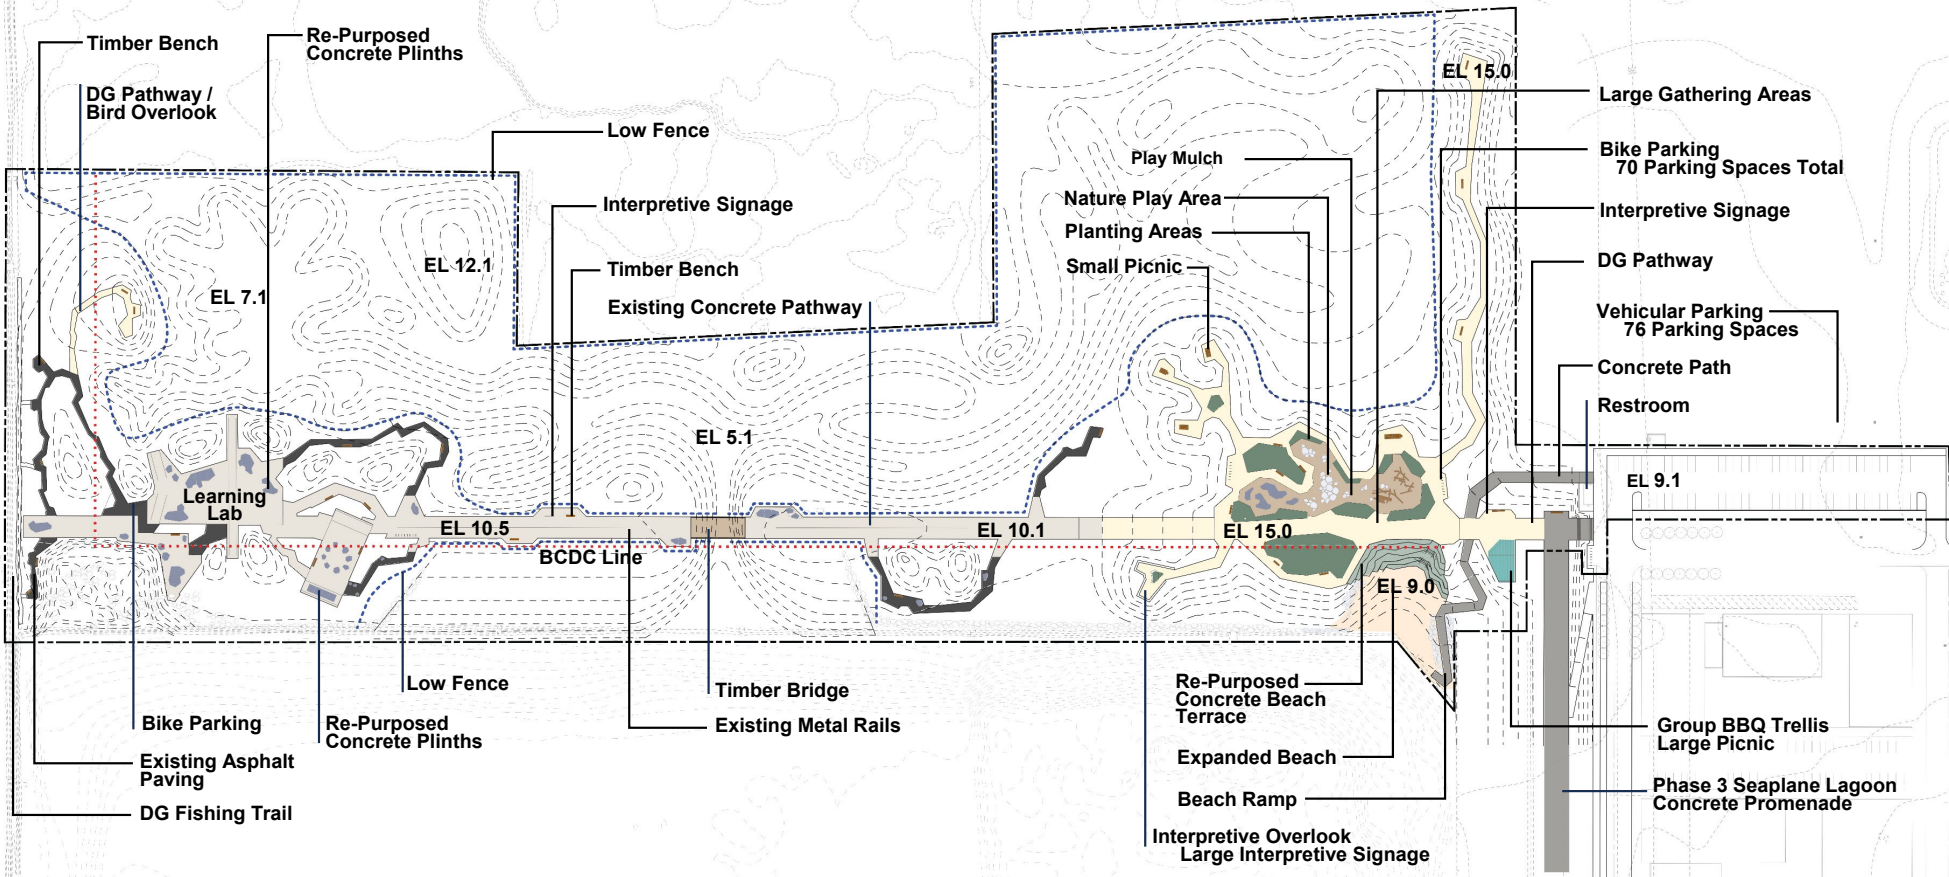 Timber Bench
Re-Purposed
Concrete Plinths
DG Pathway /
Bird Overlook
Low Fence
Interpretive Signage
EL 12.1
Timber Bench
EL 7.1
Existing Concrete Pathway
EL 15.0
Large Gathering Areas
Play Mulch
Bike Parking
70 Parking Spaces Total
Nature Play Area
Interpretive Signage
Planting Areas
Small Picnic
DG Pathway
Vehicular Parking
76 Parking Spaces
Concrete Path
Restroom
EL 5.1
Learning
Lab
EL 10.5
BCDC Line
EL 10.1
EL 15.0
EL 9.0
EL 9.1
Low Fence
Timber Bridge
Bike Parking
Re-Purposed
Concrete Plinths
Existing Metal Rails
Existing Asphalt
Paving
DG Fishing Trail
Re-Purposed
Concrete Beach
Terrace
Expanded Beach
Beach Ramp
Interpretive Overlook
Large Interpretive Signage
Group BBQ Trellis
Large Picnic
Phase 3 Seaplane Lagoon
Concrete Promenade